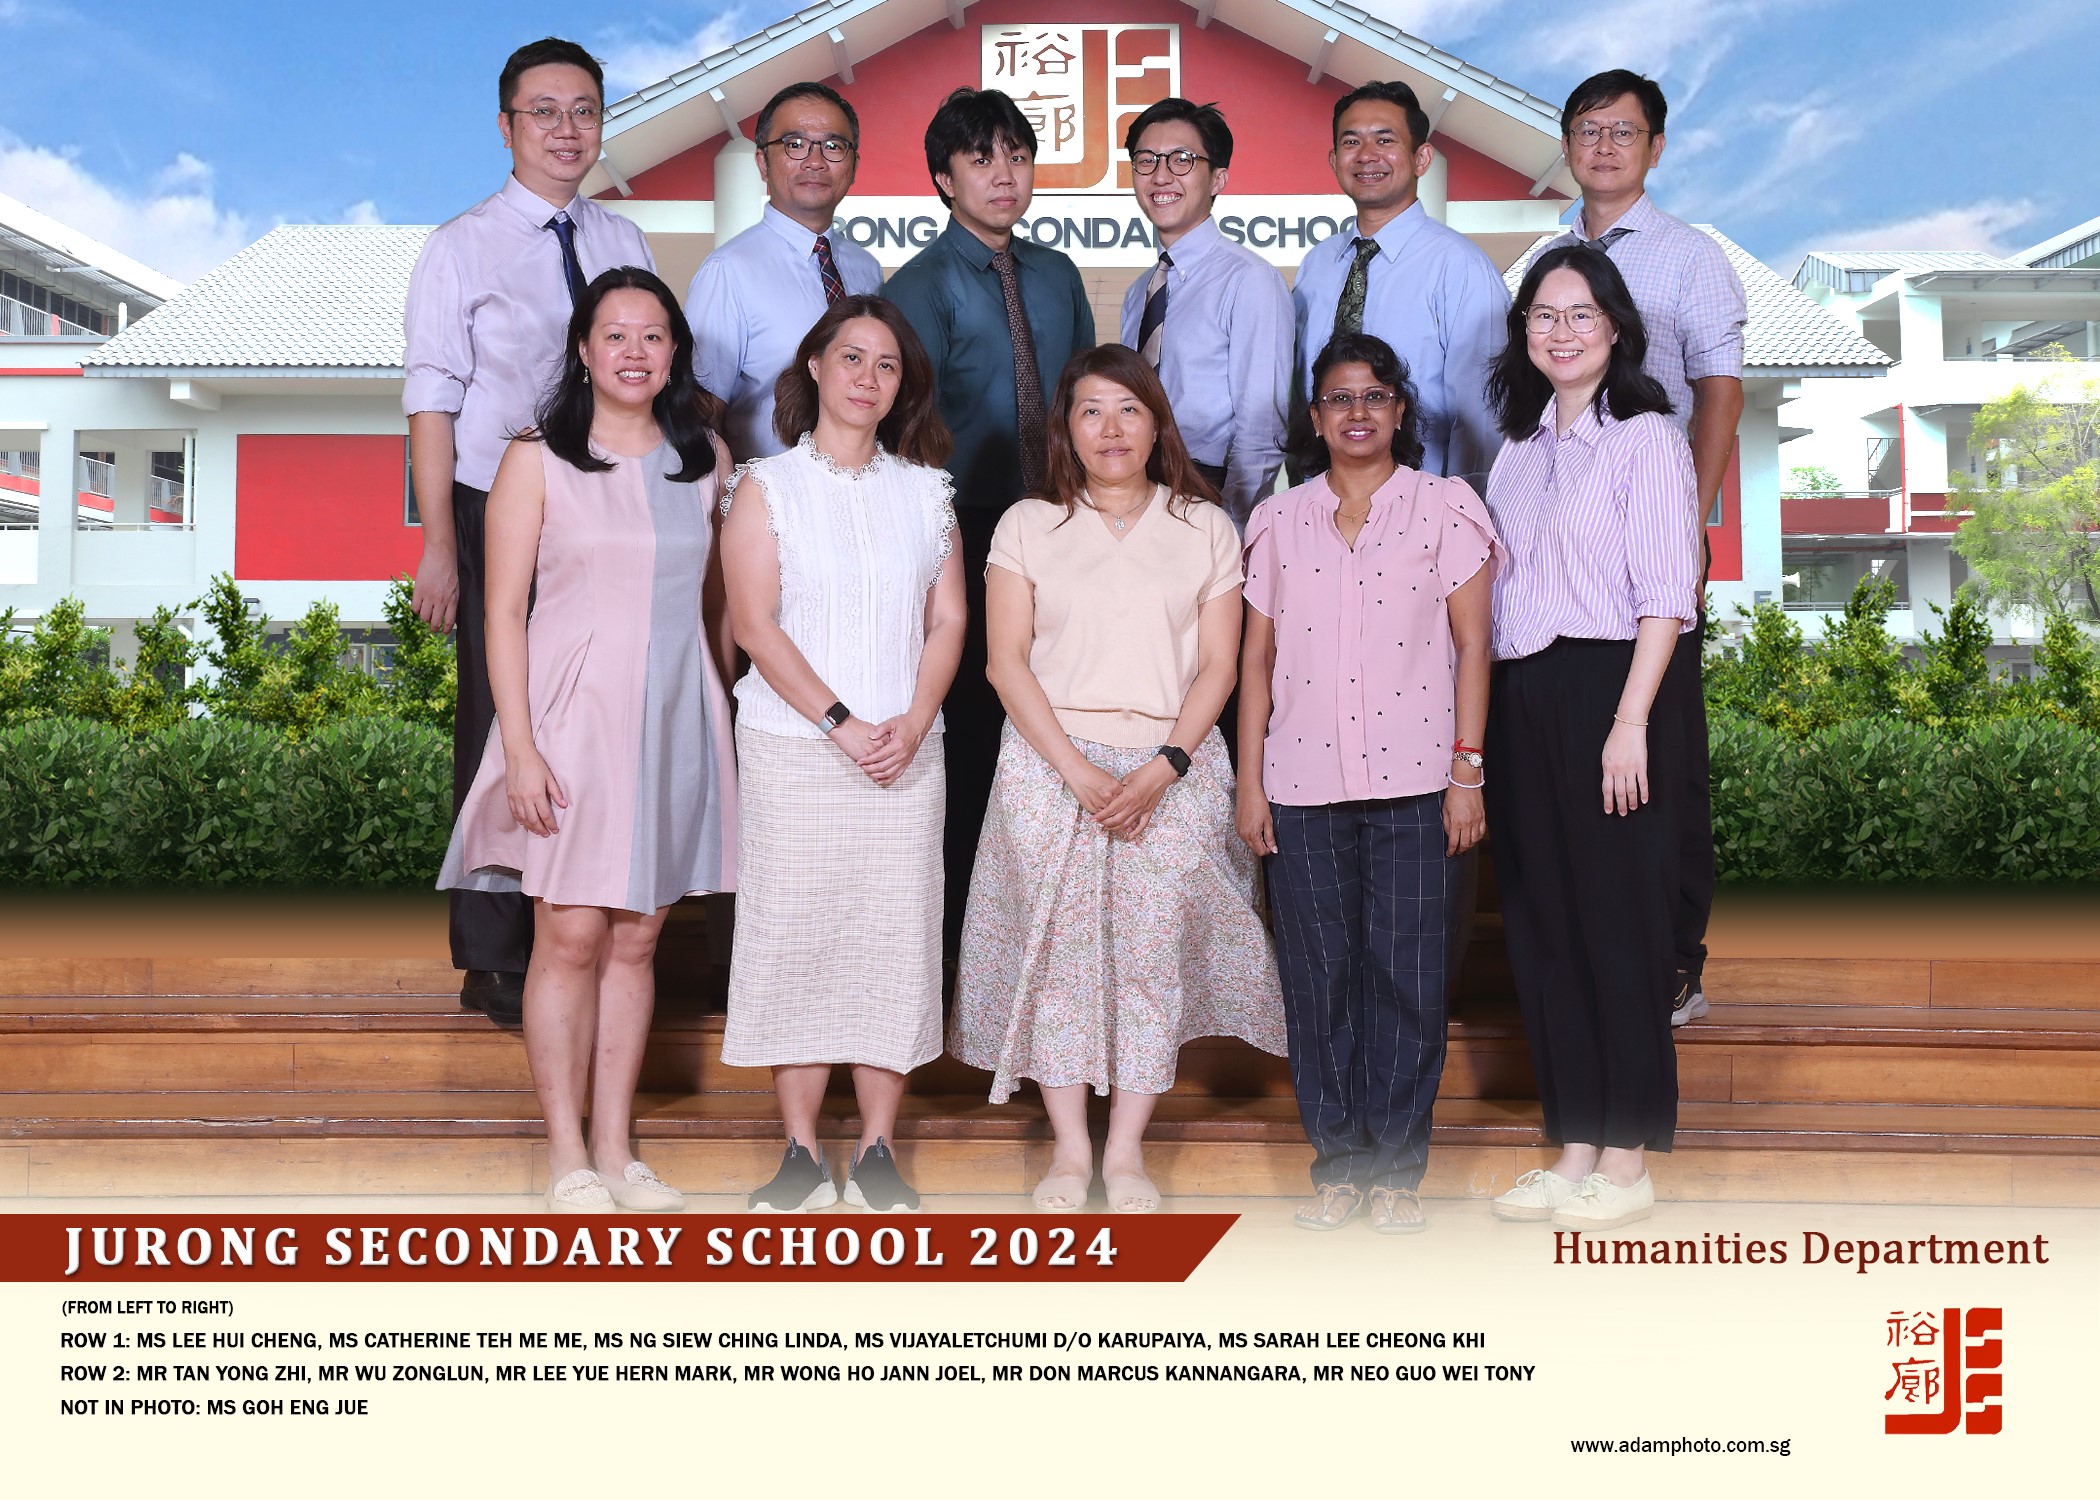 裕廊
JURONG SECONDARY SCHOOL 2024
Humanities Department
(FROM LEFT TO RIGHT)
ROW 1: MS LEE HUI CHENG, MS CATHERINE TEH ME ME, MS NG SIEW CHING LINDA, MS VIJAYALETCHUMI D/O KARUPAIYA, MS SARAH LEE CHEONG KHI
ROW 2: MR TAN YONG ZHI, MR WU ZONGLUN, MR LEE YUE HERN MARK, MR WONG HO JANN JOEL, MR DON MARCUS KANNANGARA, MR NEO GUO WEI TONY
NOT IN PHOTO: MS GOH ENG JUE
裕廊 JSS
www.adamphoto.com.sg